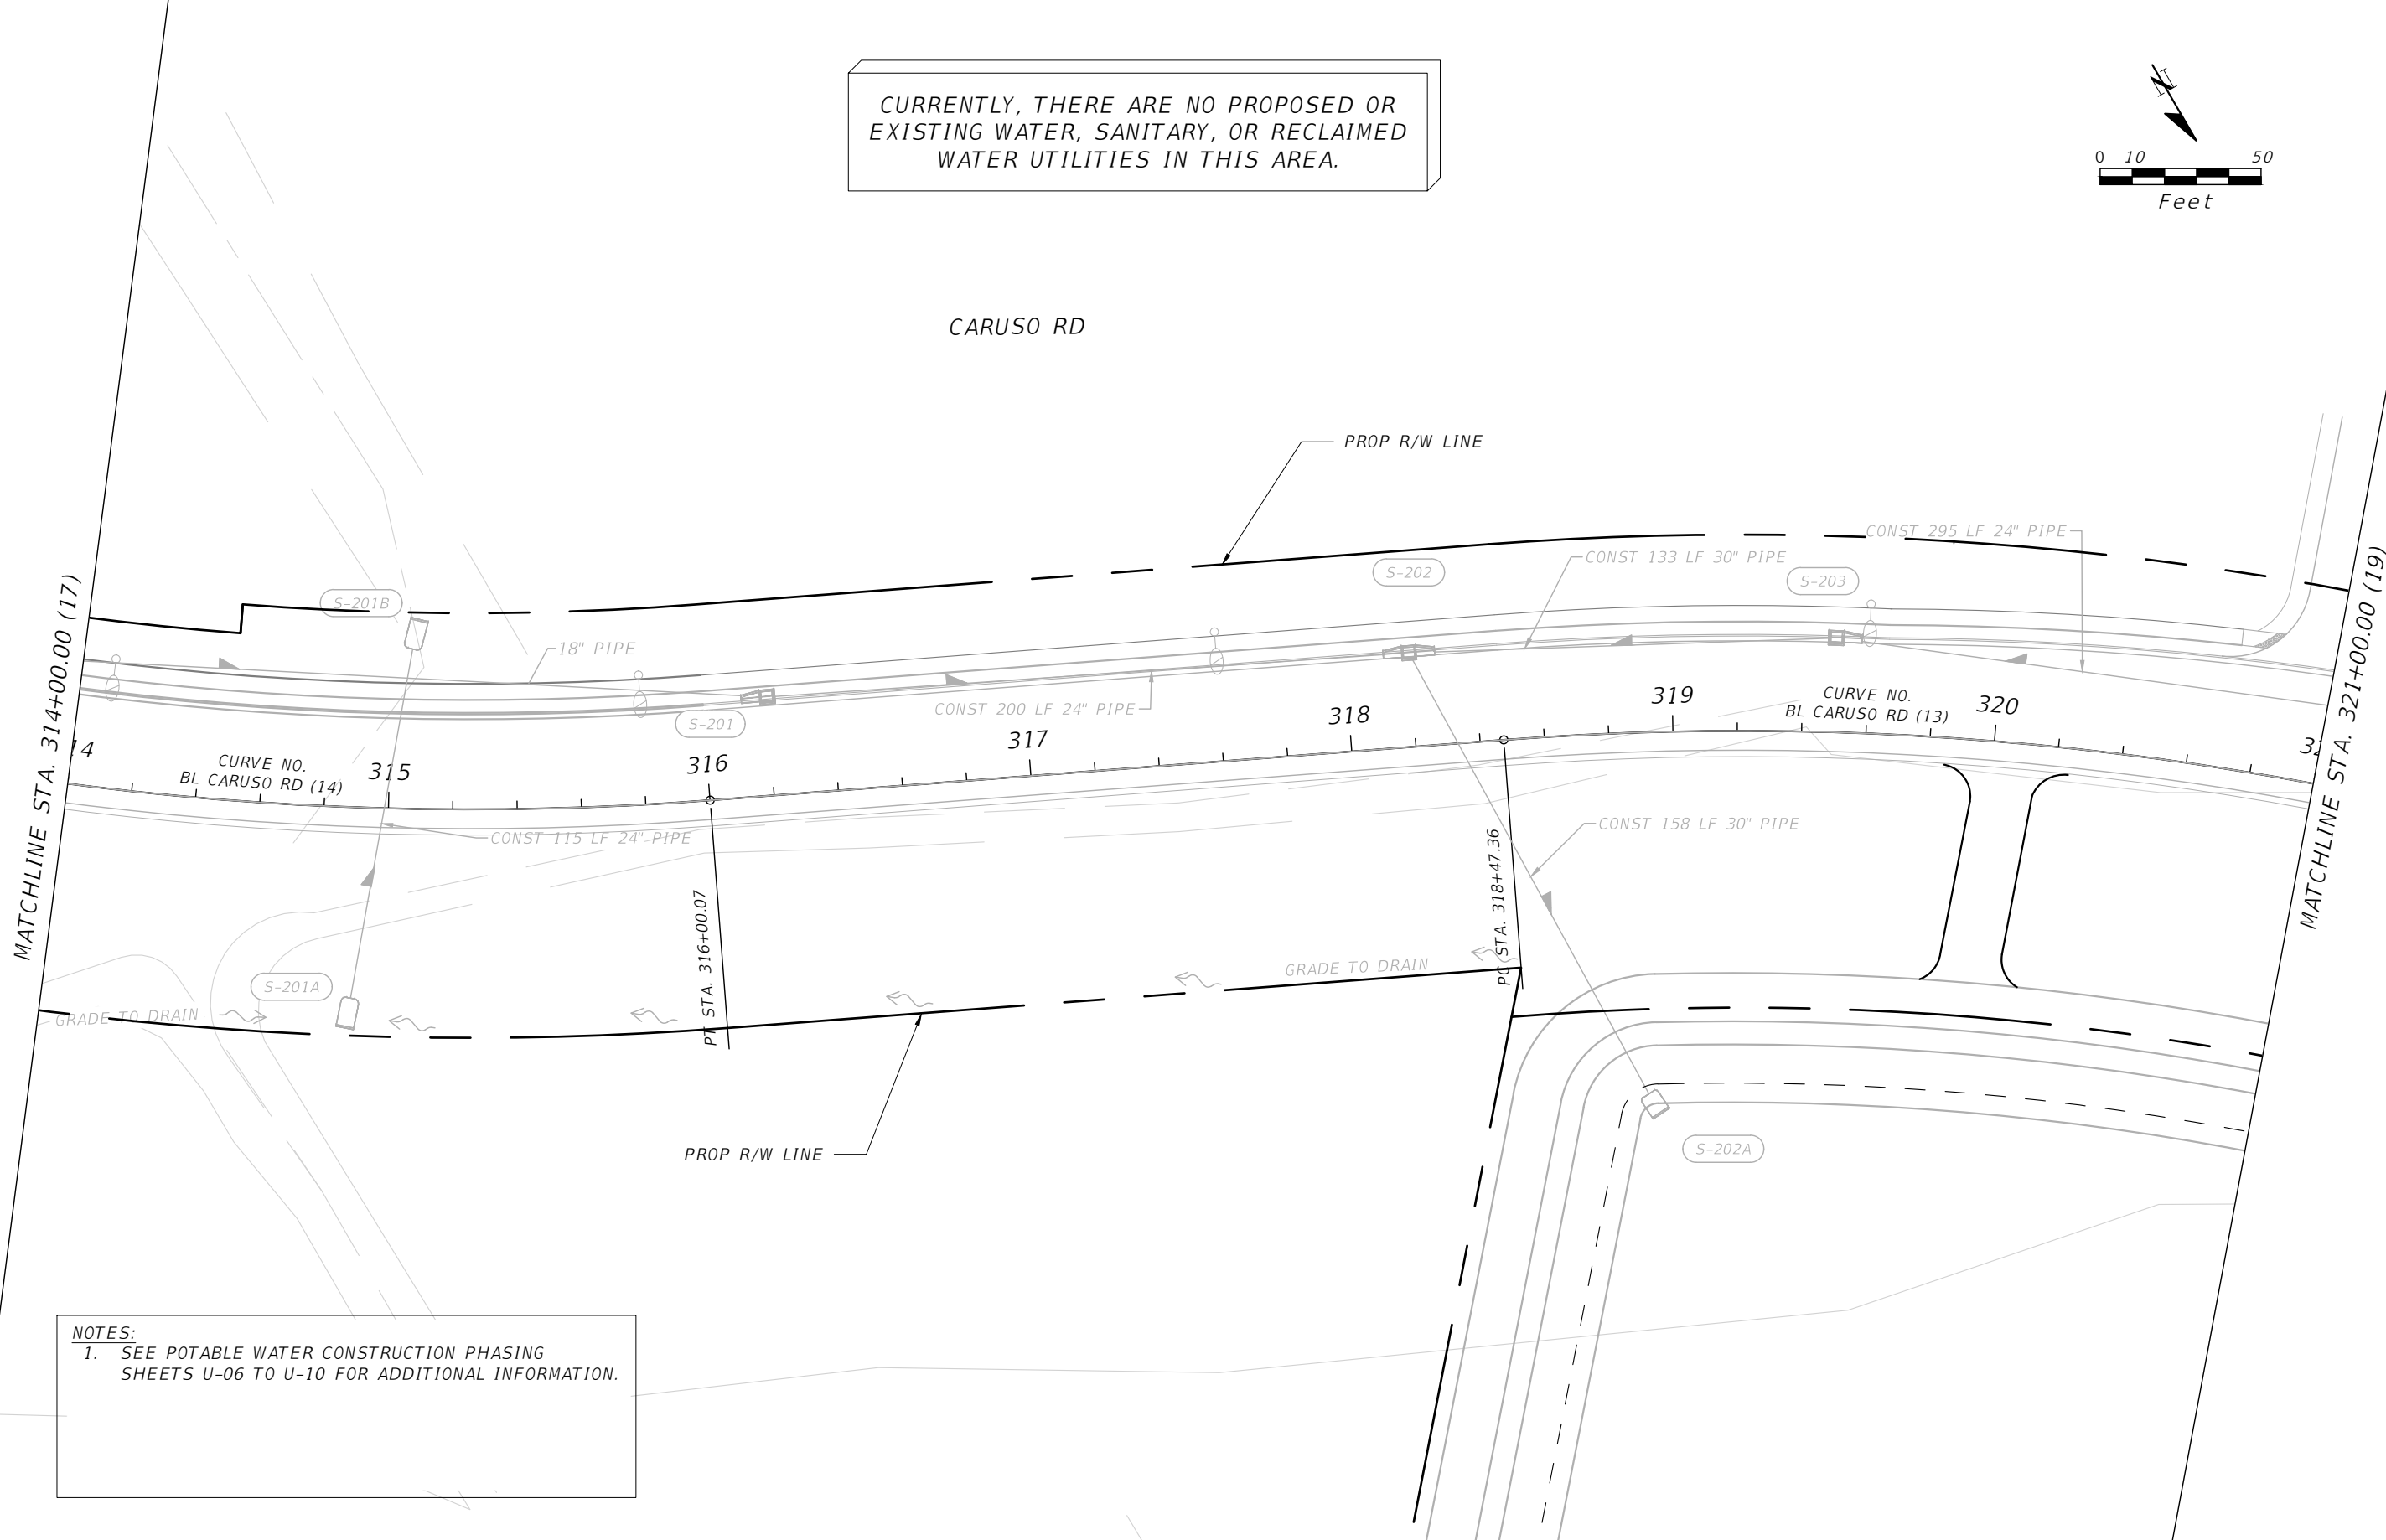 CURRENTLY, THERE ARE NO PROPOSED OR
EXISTING WATER, SANITARY, OR RECLAIMED
WATER UTILITIES IN THIS AREA.
N
0 10 50
Feet
CARUSO RD
PROP R/W LINE
CONST 295 LF 24" PIPE
CONST 133 LF 30" PIPE
S-202
S-203
S-201B
18" PIPE
MATCHLINE STA. 314+00.00 (17)
MATCHLINE STA. 321+00.00 (19)
CONST 200 LF 24" PIPE
S-201
14
315
316
317
318
319
320
32
CURVE NO.
BL CARUSO RD (14)
CURVE NO.
BL CARUSO RD (13)
CONST 115 LF 24" PIPE
CONST 158 LF 30" PIPE
PT STA. 316+00.07
PC STA. 318+47.36
GRADE TO DRAIN
S-201A
GRADE TO DRAIN
PROP R/W LINE
S-202A
NOTES:
1. SEE POTABLE WATER CONSTRUCTION PHASING
SHEETS U-06 TO U-10 FOR ADDITIONAL INFORMATION.